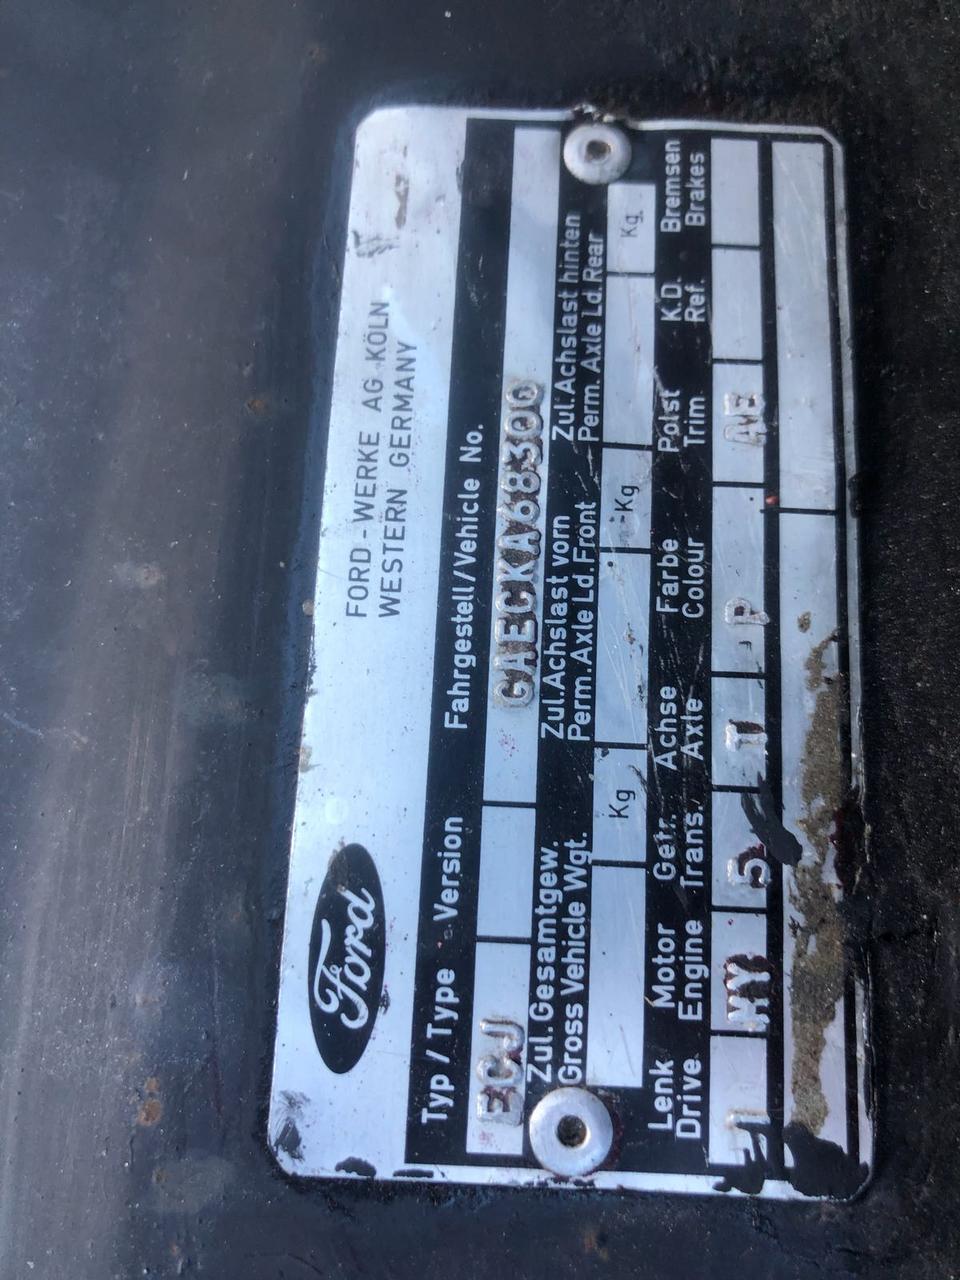 Ford
FORD-WERKE AG KÖLN
WESTERN GERMANY
Typ / Type Version Fahrgestell/Vehicle No.
ECJ GAECKA68300
Zul. Gesamtgew. Zul. Achslast vorn Zul. Achslast hinten
Gross Vehicle Wgt. Perm. Axle Ld. Front Perm. Axle Ld. Rear
Kg Kg Kg
Lenk Motor Getr. Achse Farbe Polst K.D. Bremsen
Drive Engine Trans. Axle Colour Trim. Ref. Brakes
1 HY 5 P AE